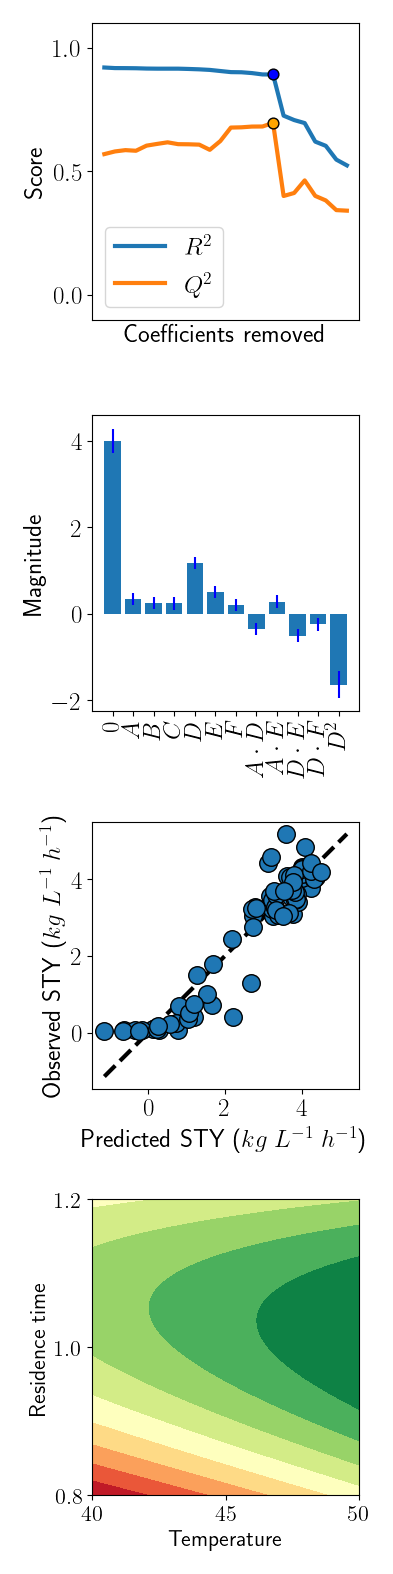 1.0
0.5
0.0
Score
R²
Q²
Coefficients removed
4
2
0
−2
Magnitude
0 A B C D E F A · D A · E D · E D · F D²
4
2
0
Observed STY (kg L⁻¹ h⁻¹)
0 2 4
Predicted STY (kg L⁻¹ h⁻¹)
1.2
1.0
0.8
Residence time
40 45 50
Temperature